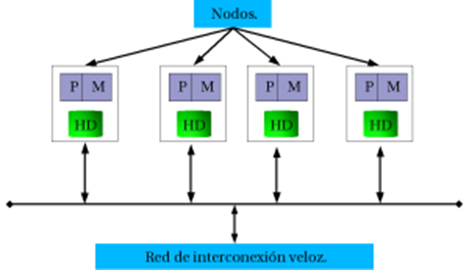 Nodos.
P M P M P M P M
HD HD HD HD
Red de interconexión veloz.